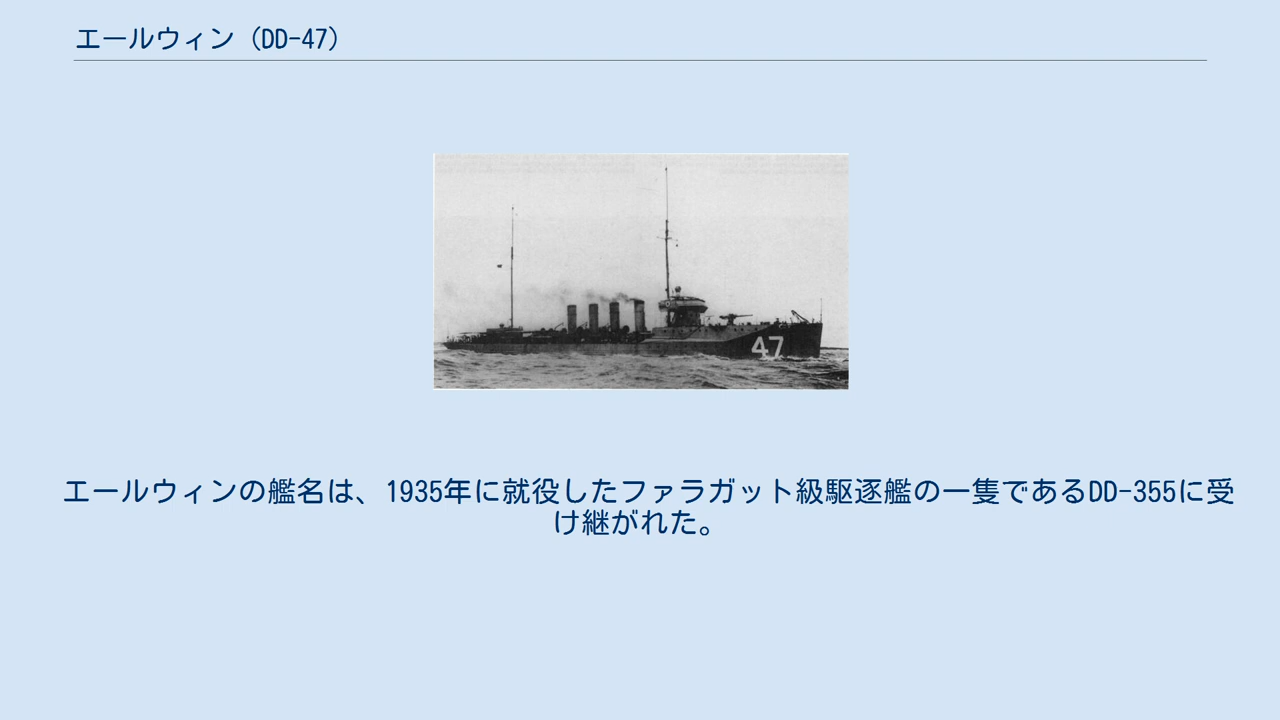 エールウィン（DD-47）
47
エールウィンの艦名は、1935年に就役したファラガット級駆逐艦の一隻であるDD-355に受
け継がれた。